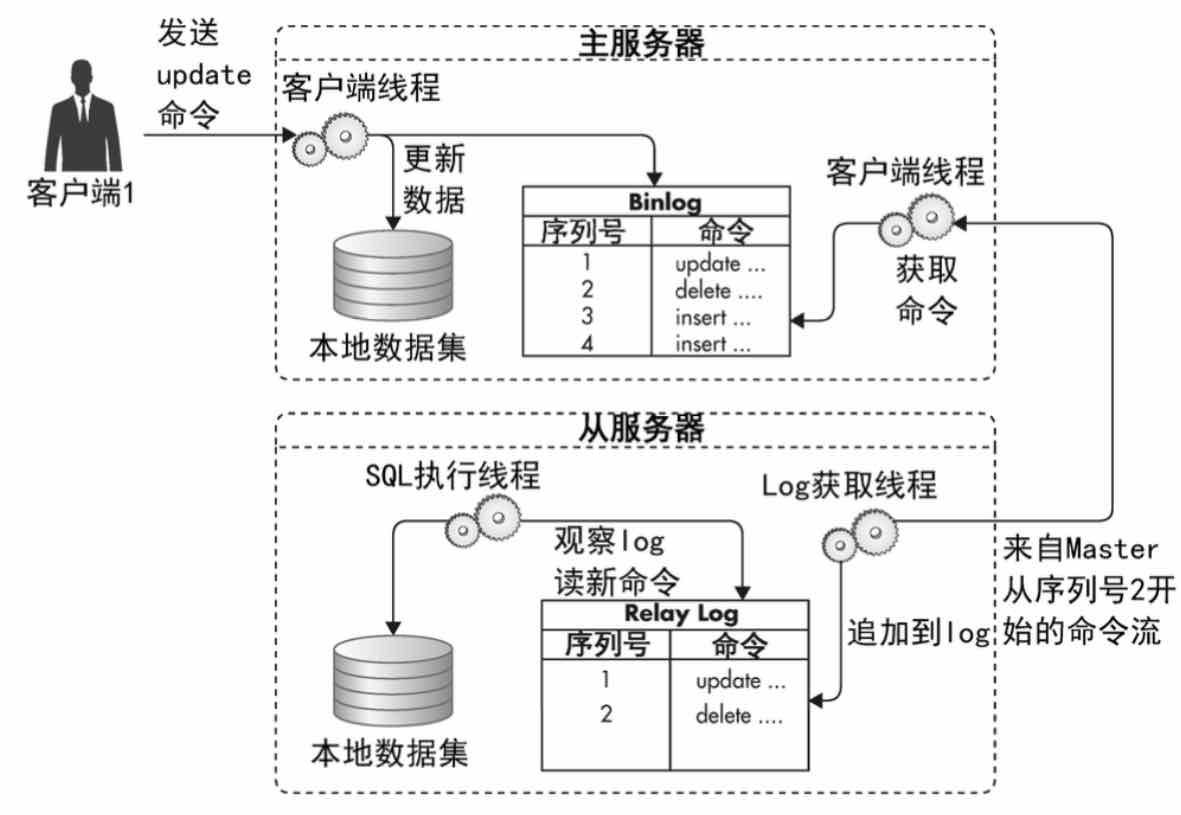 发送
update
命令
客户端1
主服务器
客户端线程
更新
数据
本地数据集
Binlog
序列号 命令
1 update ...
2 delete ....
3 insert ...
4 insert ...
客户端线程
获取
命令
从服务器
SQL执行线程
Log获取线程
观察log
读新命令
本地数据集
Relay Log
序列号 命令
1 update ...
2 delete ....
追加到log
来自Master
从序列号2开
始的命令流